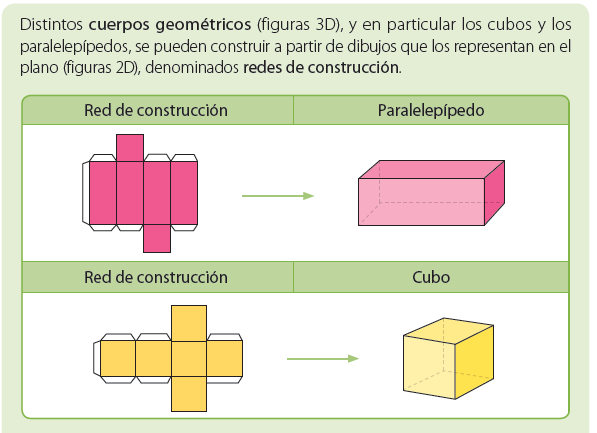 Distintos cuerpos geométricos (figuras 3D), y en particular los cubos y los
paralelepípedos, se pueden construir a partir de dibujos que los representan en el
plano (figuras 2D), denominados redes de construcción.
Red de construcción Paralelepípedo
Red de construcción Cubo